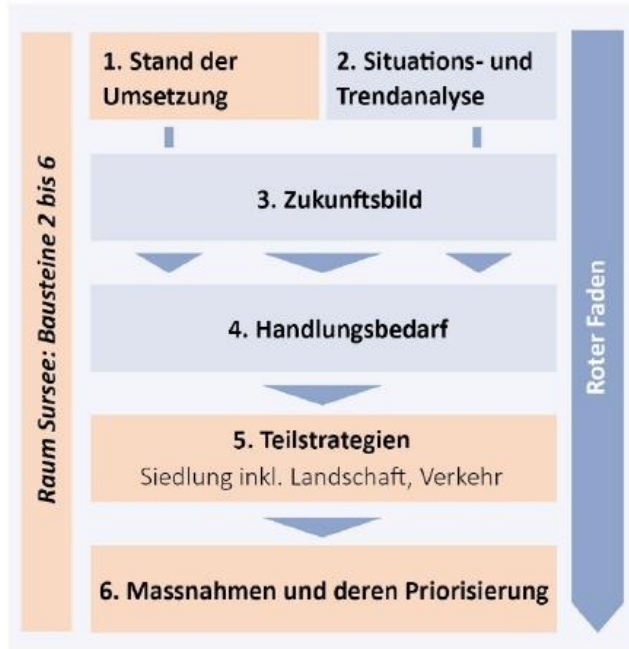 Raum Sursee: Bausteine 2 bis 6
1. Stand der
Umsetzung
2. Situations- und
Trendanalyse
3. Zukunftsbild
4. Handlungsbedarf
5. Teilstrategien
Siedlung inkl. Landschaft, Verkehr
6. Massnahmen und deren Priorisierung
Roter Faden